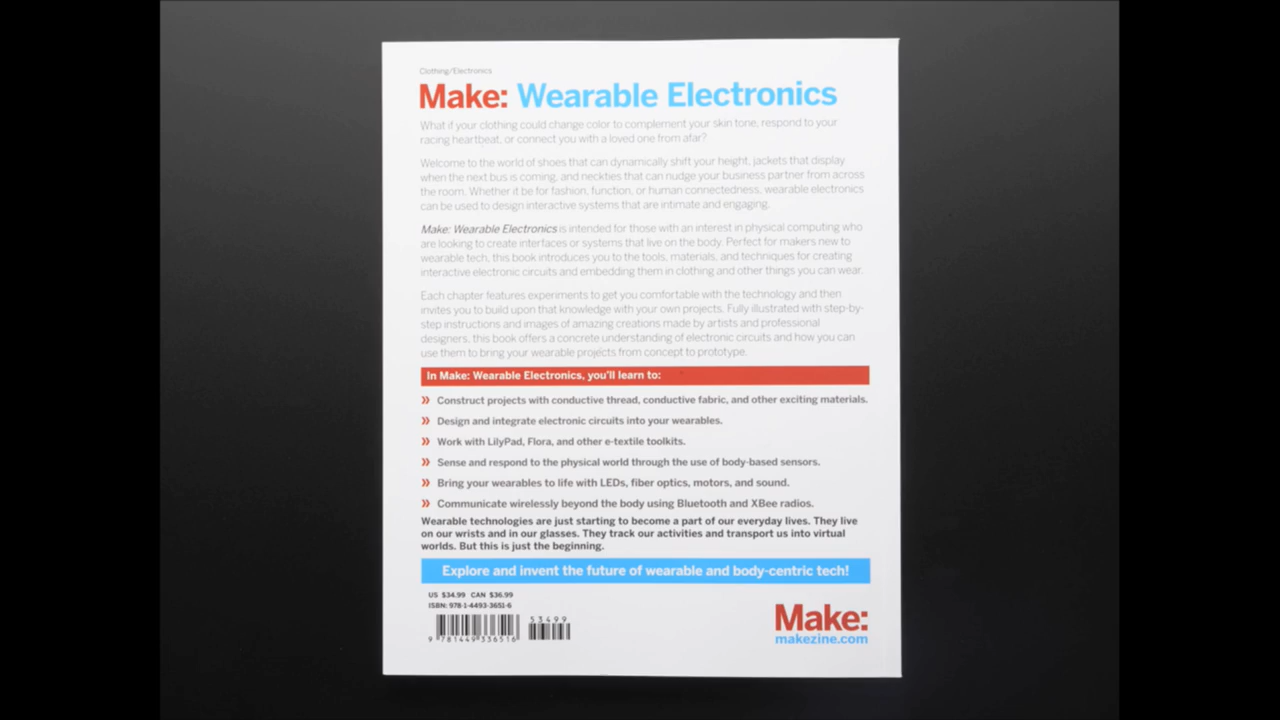 Clothing/Electronics
Make: Wearable Electronics
What if your clothing could change color to complement your skin tone, respond to your
racing heartbeat, or connect you with a loved one from afar?
Welcome to the world of shoes that can dynamically shift your height, jackets that display
when the next bus is coming, and neckties that can nudge your business partner from across
the room. Whether it be for fashion, function, or human connectedness, wearable electronics
can be used to design interactive systems that are intimate and engaging.
Make: Wearable Electronics is intended for those with an interest in physical computing who
are looking to create interfaces or systems that live on the body. Perfect for makers new to
wearable tech, this book introduces you to the tools, materials, and techniques for creating
interactive electronic circuits and embedding them in clothing and other things you can wear.
Each chapter features experiments to get you comfortable with the technology and then
invites you to build upon that knowledge with your own projects. Fully illustrated with step-by-
step instructions and images of amazing creations made by artists and professional
designers, this book offers a concrete understanding of electronic circuits and how you can
use them to bring your wearable projects from concept to prototype.
In Make: Wearable Electronics, you'll learn to:
» Construct projects with conductive thread, conductive fabric, and other exciting materials.
» Design and integrate electronic circuits into your wearables.
» Work with LilyPad, Flora, and other e-textile toolkits.
» Sense and respond to the physical world through the use of body-based sensors.
» Bring your wearables to life with LEDs, fiber optics, motors, and sound.
» Communicate wirelessly beyond the body using Bluetooth and XBee radios.
Wearable technologies are just starting to become a part of our everyday lives. They live
on our wrists and in our glasses. They track our activities and transport us into virtual
worlds. But this is just the beginning.
Explore and invent the future of wearable and body-centric tech!
US $34.99 CAN $36.99
ISBN: 978-1-4493-3651-6
53499
9 781449 336516
Make:
makezine.com